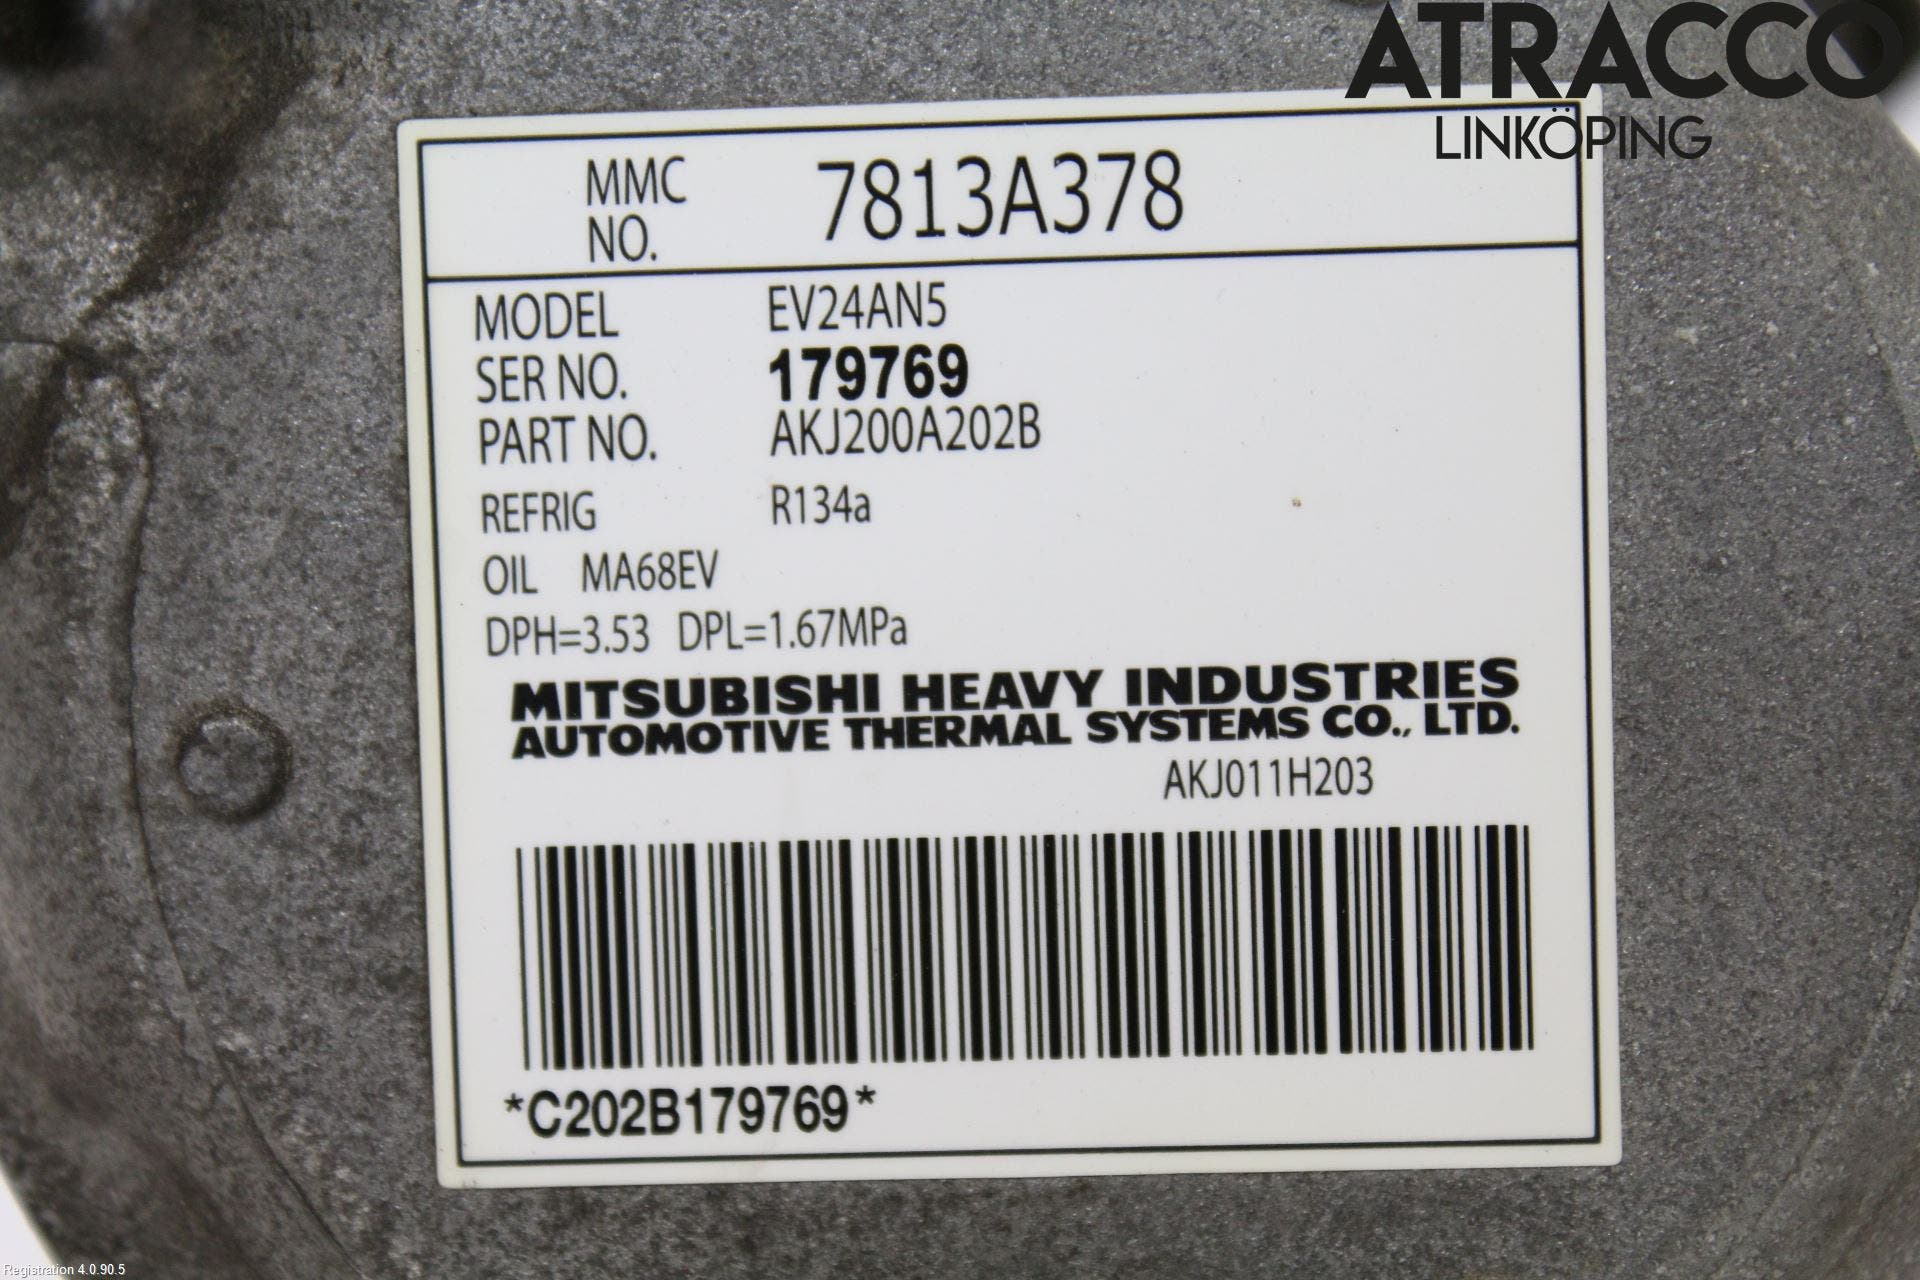 ATRACCO
LINKÖPING
MMC NO. 7813A378
MODEL EV24AN5
SER NO. 179769
PART NO. AKJ200A202B
REFRIG R134a
OIL MA68EV
DPH=3.53 DPL=1.67MPa
MITSUBISHI HEAVY INDUSTRIES
AUTOMOTIVE THERMAL SYSTEMS CO., LTD.
AKJ011H203
*C202B179769*
Registration 4.0.90.5